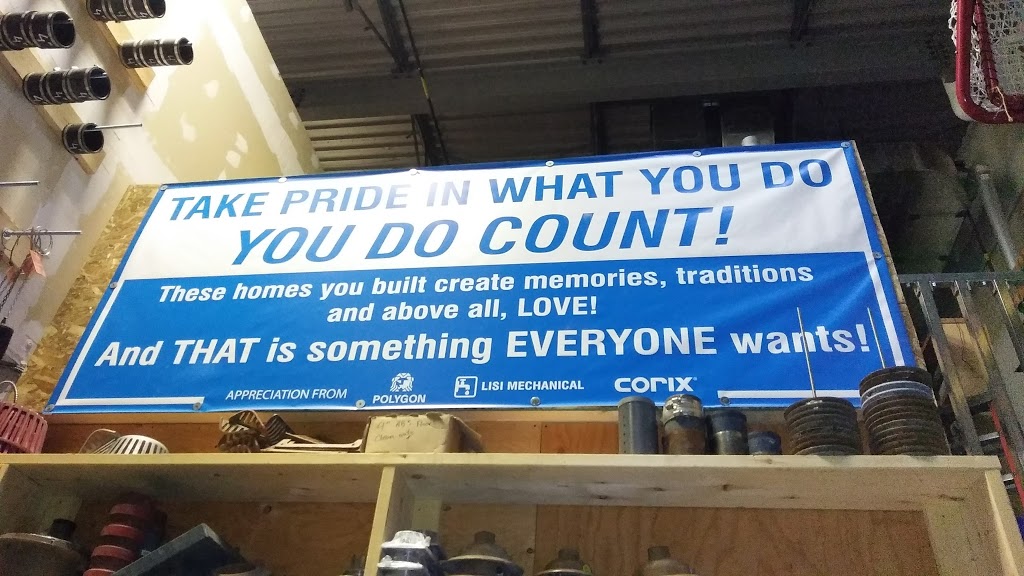 TAKE PRIDE IN WHAT YOU DO
YOU DO COUNT!
These homes you built create memories, traditions
and above all, LOVE!
And THAT is something EVERYONE wants!
APPRECIATION FROM POLYGON LISI MECHANICAL CORIX